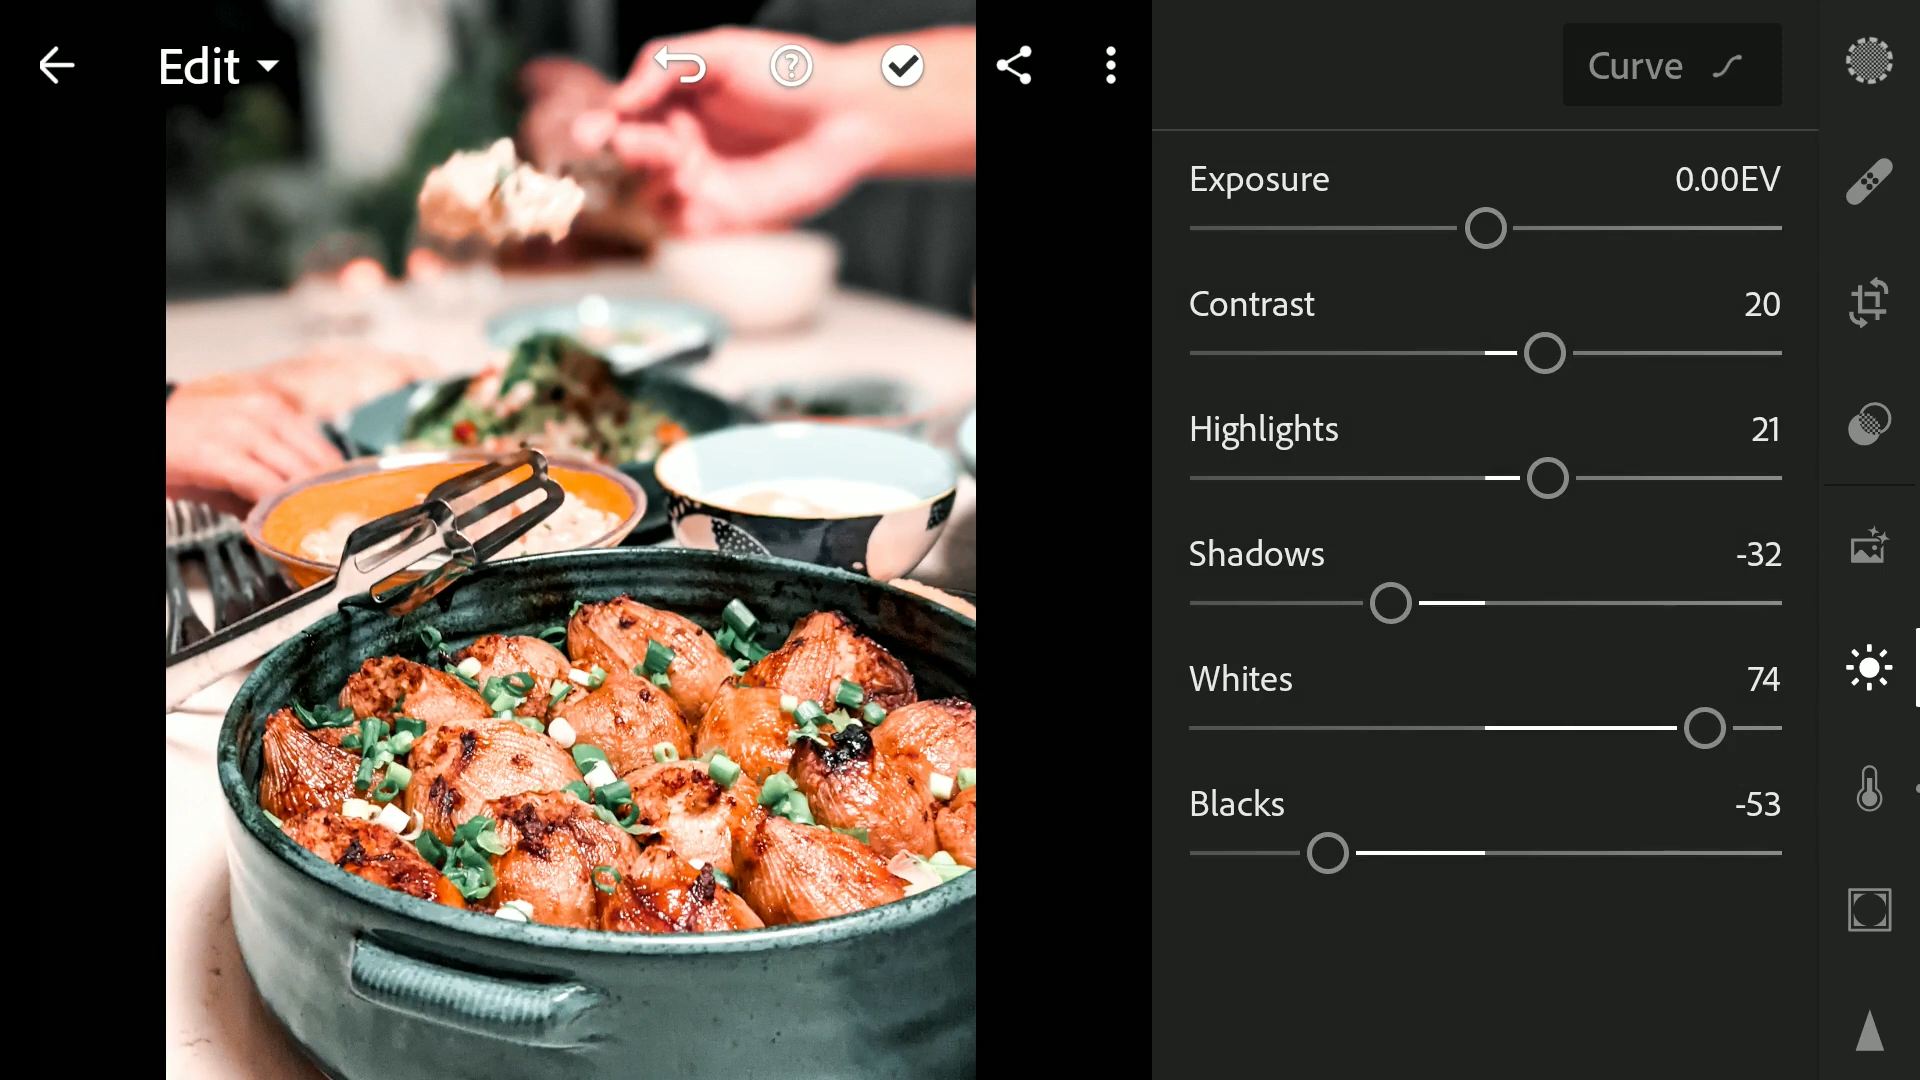 Edit
Curve
Exposure 0.00EV
Contrast 20
Highlights 21
Shadows -32
Whites 74
Blacks -53